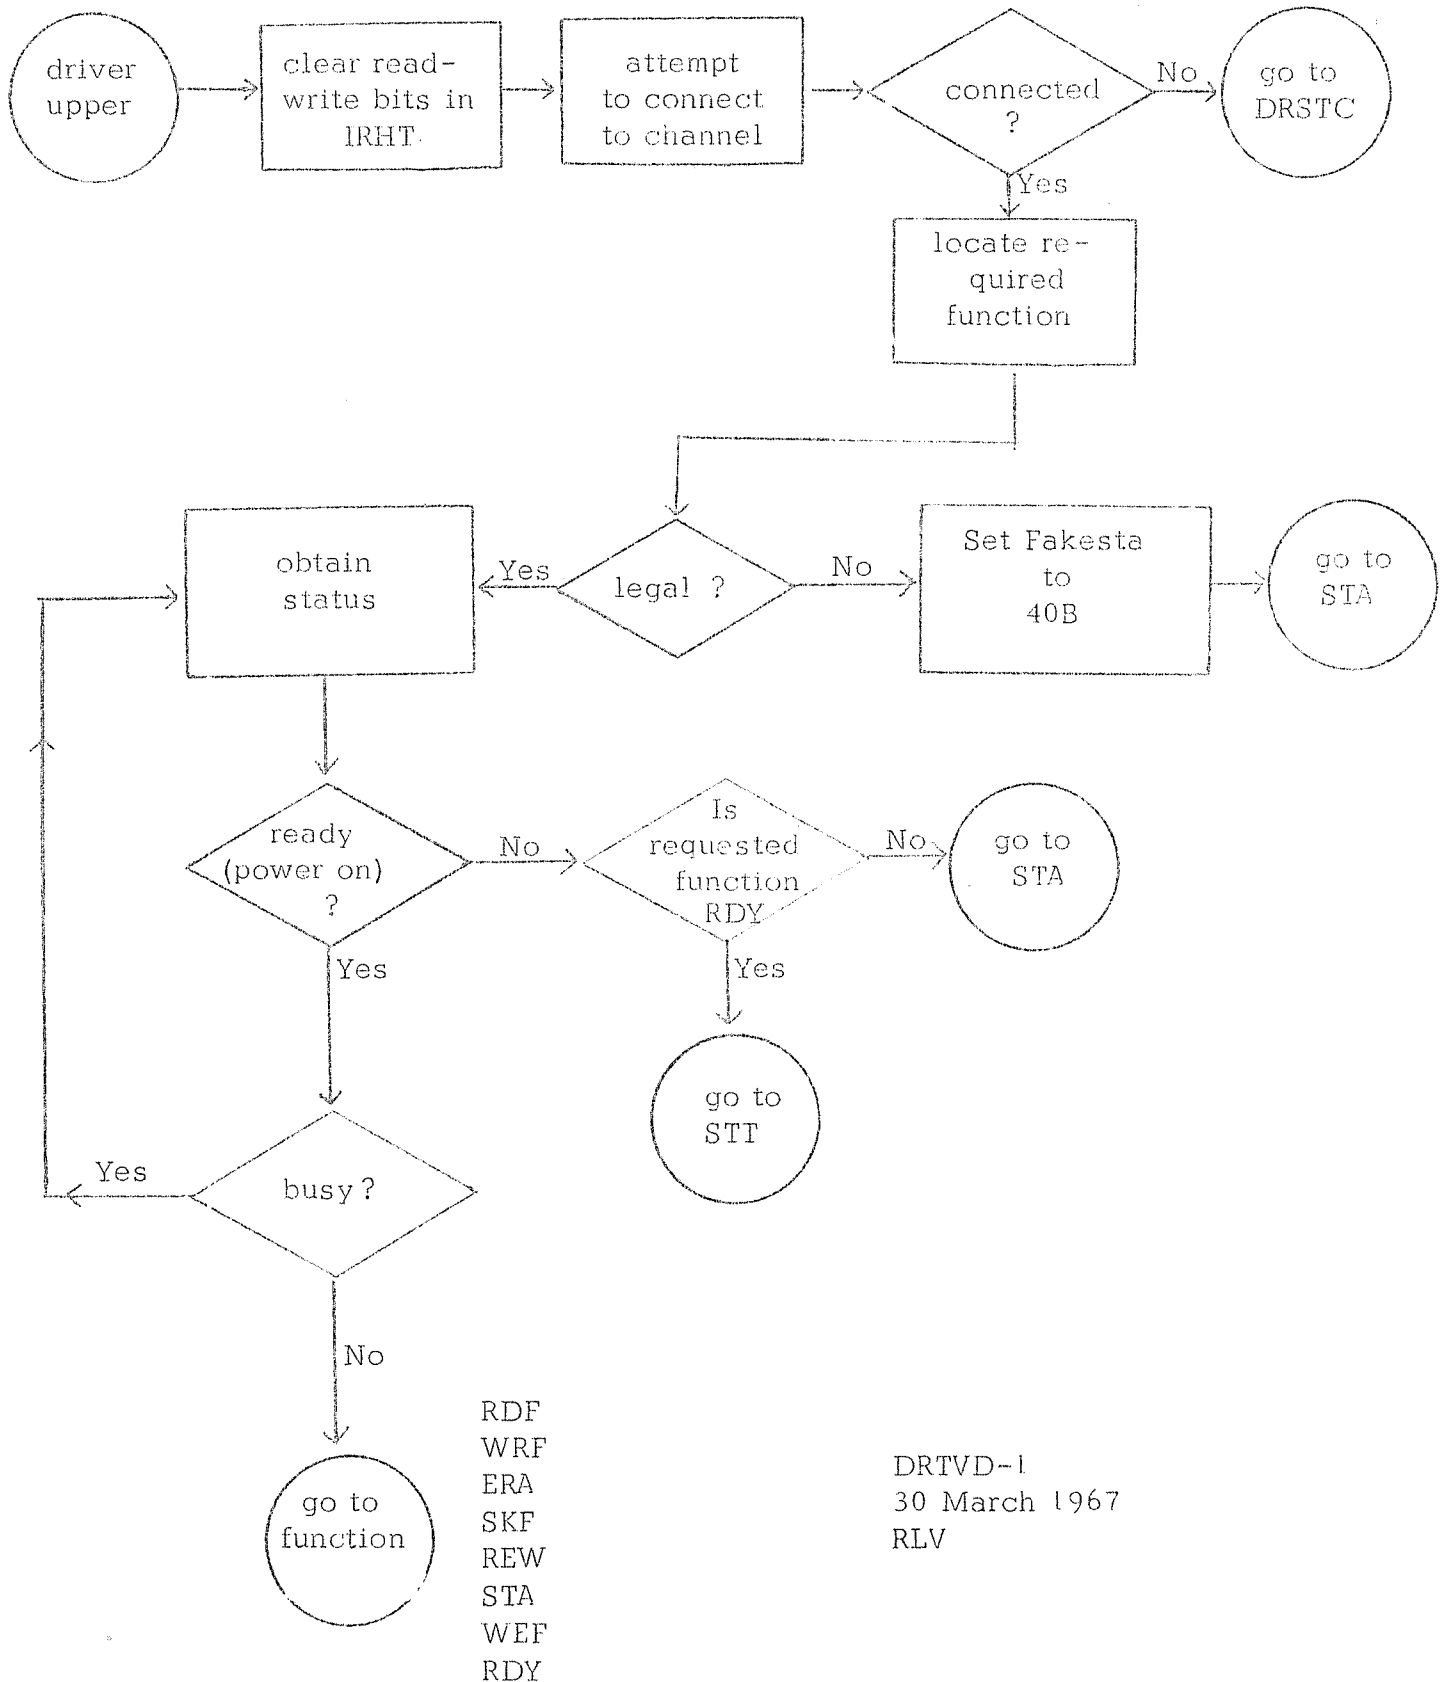 driver
upper
clear read-
write bits in
IRHT
attempt
to connect
to channel
connected
?
No
go to
DRSTC
Yes
locate re-
quired
function
obtain
status
Yes
legal ?
No
Set Fakesta
to
40B
go to
STA
ready
(power on)
?
No
Is
requested
function
RDY
No
go to
STA
Yes
Yes
go to
STT
Yes
busy?
No
go to
function
RDF
WRF
ERA
SKF
REW
STA
WEF
RDY
DRTVD-1
30 March 1967
RLV